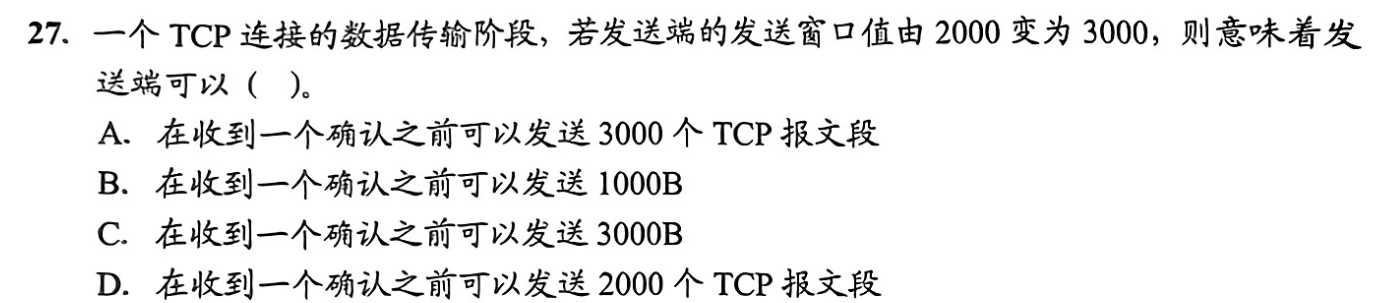 27. 一个 TCP 连接的数据传输阶段，若发送端的发送窗口值由 2000 变为 3000，则意味着发
送端可以（ ）。
A. 在收到一个确认之前可以发送 3000 个 TCP 报文段
B. 在收到一个确认之前可以发送 1000B
C. 在收到一个确认之前可以发送 3000B
D. 在收到一个确认之前可以发送 2000 个 TCP 报文段